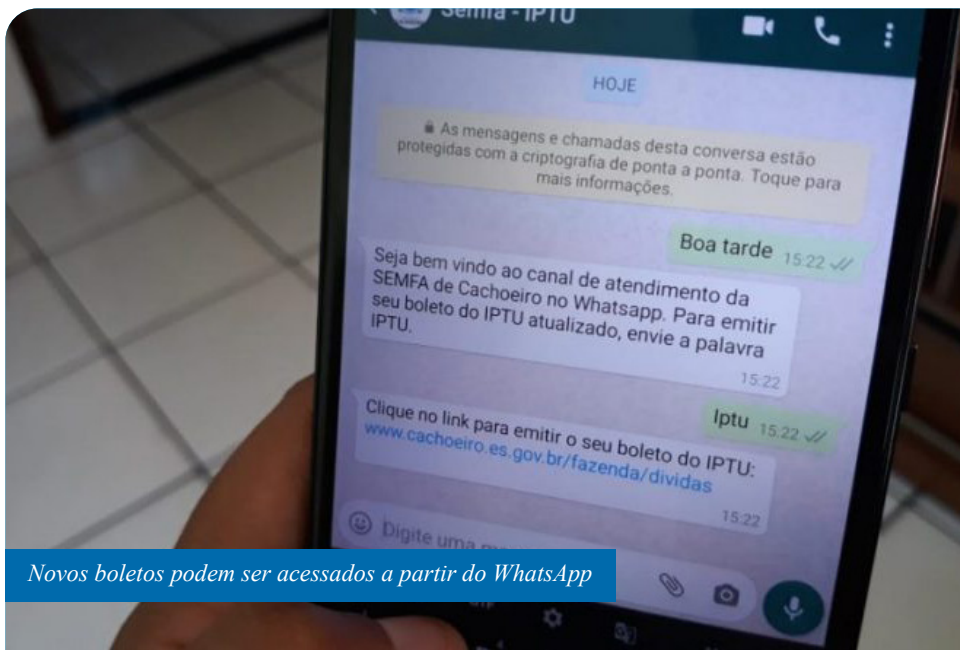 Semfa - IPTU
HOJE
As mensagens e chamadas desta conversa estão
protegidas com a criptografia de ponta a ponta. Toque para
mais informações.
Boa tarde 15:22
Seja bem vindo ao canal de atendimento da
SEMFA de Cachoeiro no Whatsapp. Para emitir
seu boleto do IPTU atualizado, envie a palavra
IPTU.
15:22
Iptu 15:22
Clique no link para emitir o seu boleto do IPTU:
www.cachoeiro.es.gov.br/fazenda/dividas
15:22
Digite uma
Novos boletos podem ser acessados a partir do WhatsApp